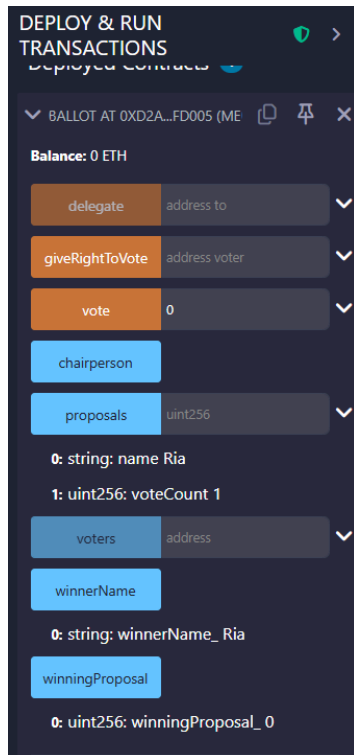 DEPLOY & RUN
TRANSACTIONS
Deployed Contracts
BALLOT AT 0XD2A...FD005 (ME
Balance: 0 ETH
delegate address to
giveRightToVote address voter
vote 0
chairperson
proposals uint256
0: string: name Ria
1: uint256: voteCount 1
voters address
winnerName
0: string: winnerName_ Ria
winningProposal
0: uint256: winningProposal_ 0